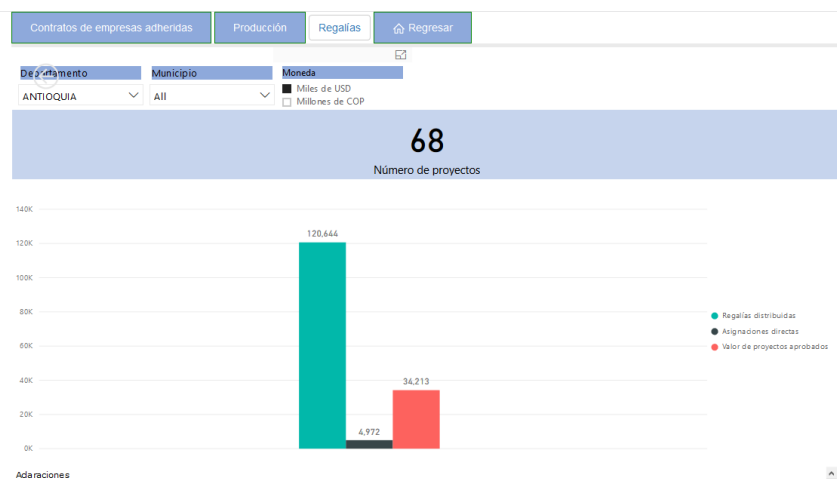 Contratos de empresas adheridas
Producción
Regalías
Regresar
Departamento
Municipio
Moneda
ANTIOQUIA
All
Miles de USD
Millones de COP
68
Número de proyectos
140K
120K
100K
80K
60K
40K
20K
0K
120,644
4,972
34,213
Regalías distribuidas
Asignaciones directas
Valor de proyectos aprobados
Adaraciones